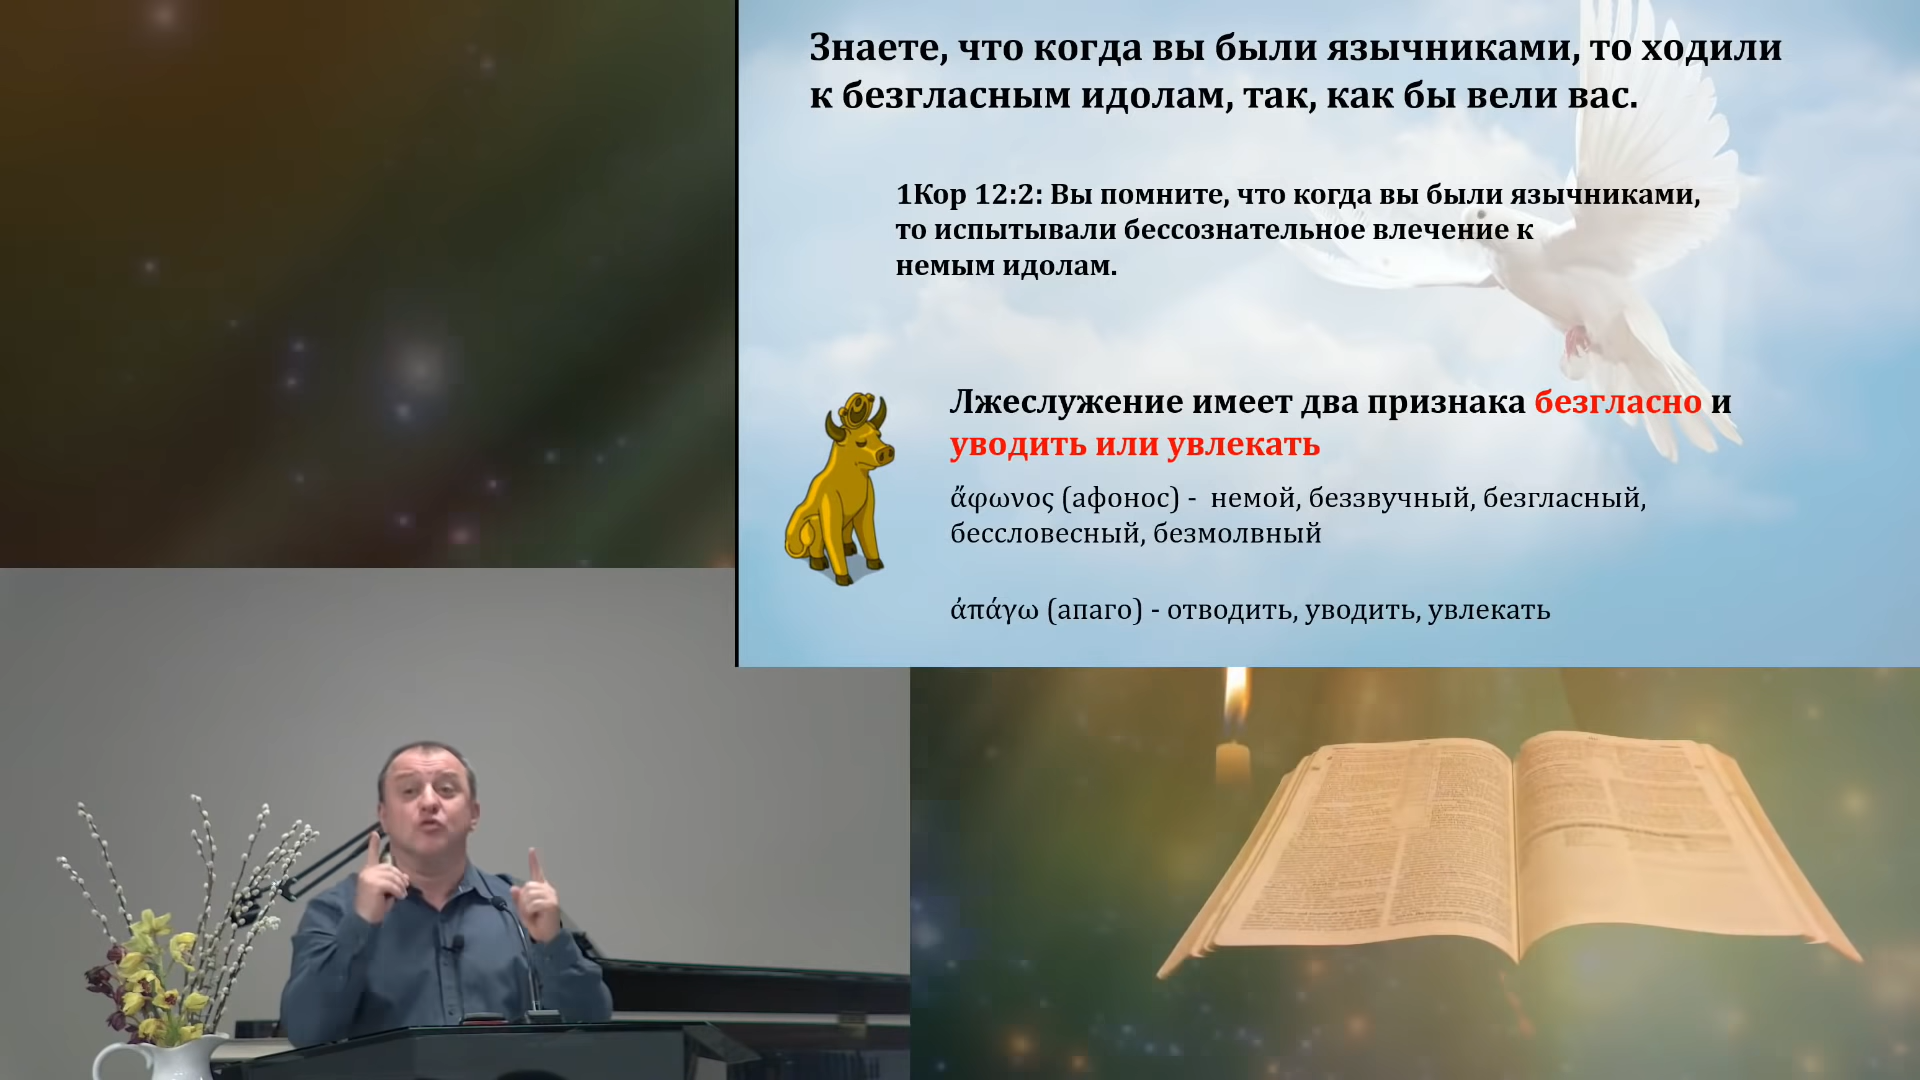 Знаете, что когда вы были язычниками, то ходили
к безгласным идолам, так, как бы вели вас.
1Кор 12:2: Вы помните, что когда вы были язычниками,
то испытывали бессознательное влечение к
немым идолам.
Лжеслужение имеет два признака безгласно и
уводить или увлекать
ἄφωνος (афонос) - немой, беззвучный, безгласный,
бессловесный, безмолвный
ἀπάγω (апаго) - отводить, уводить, увлекать